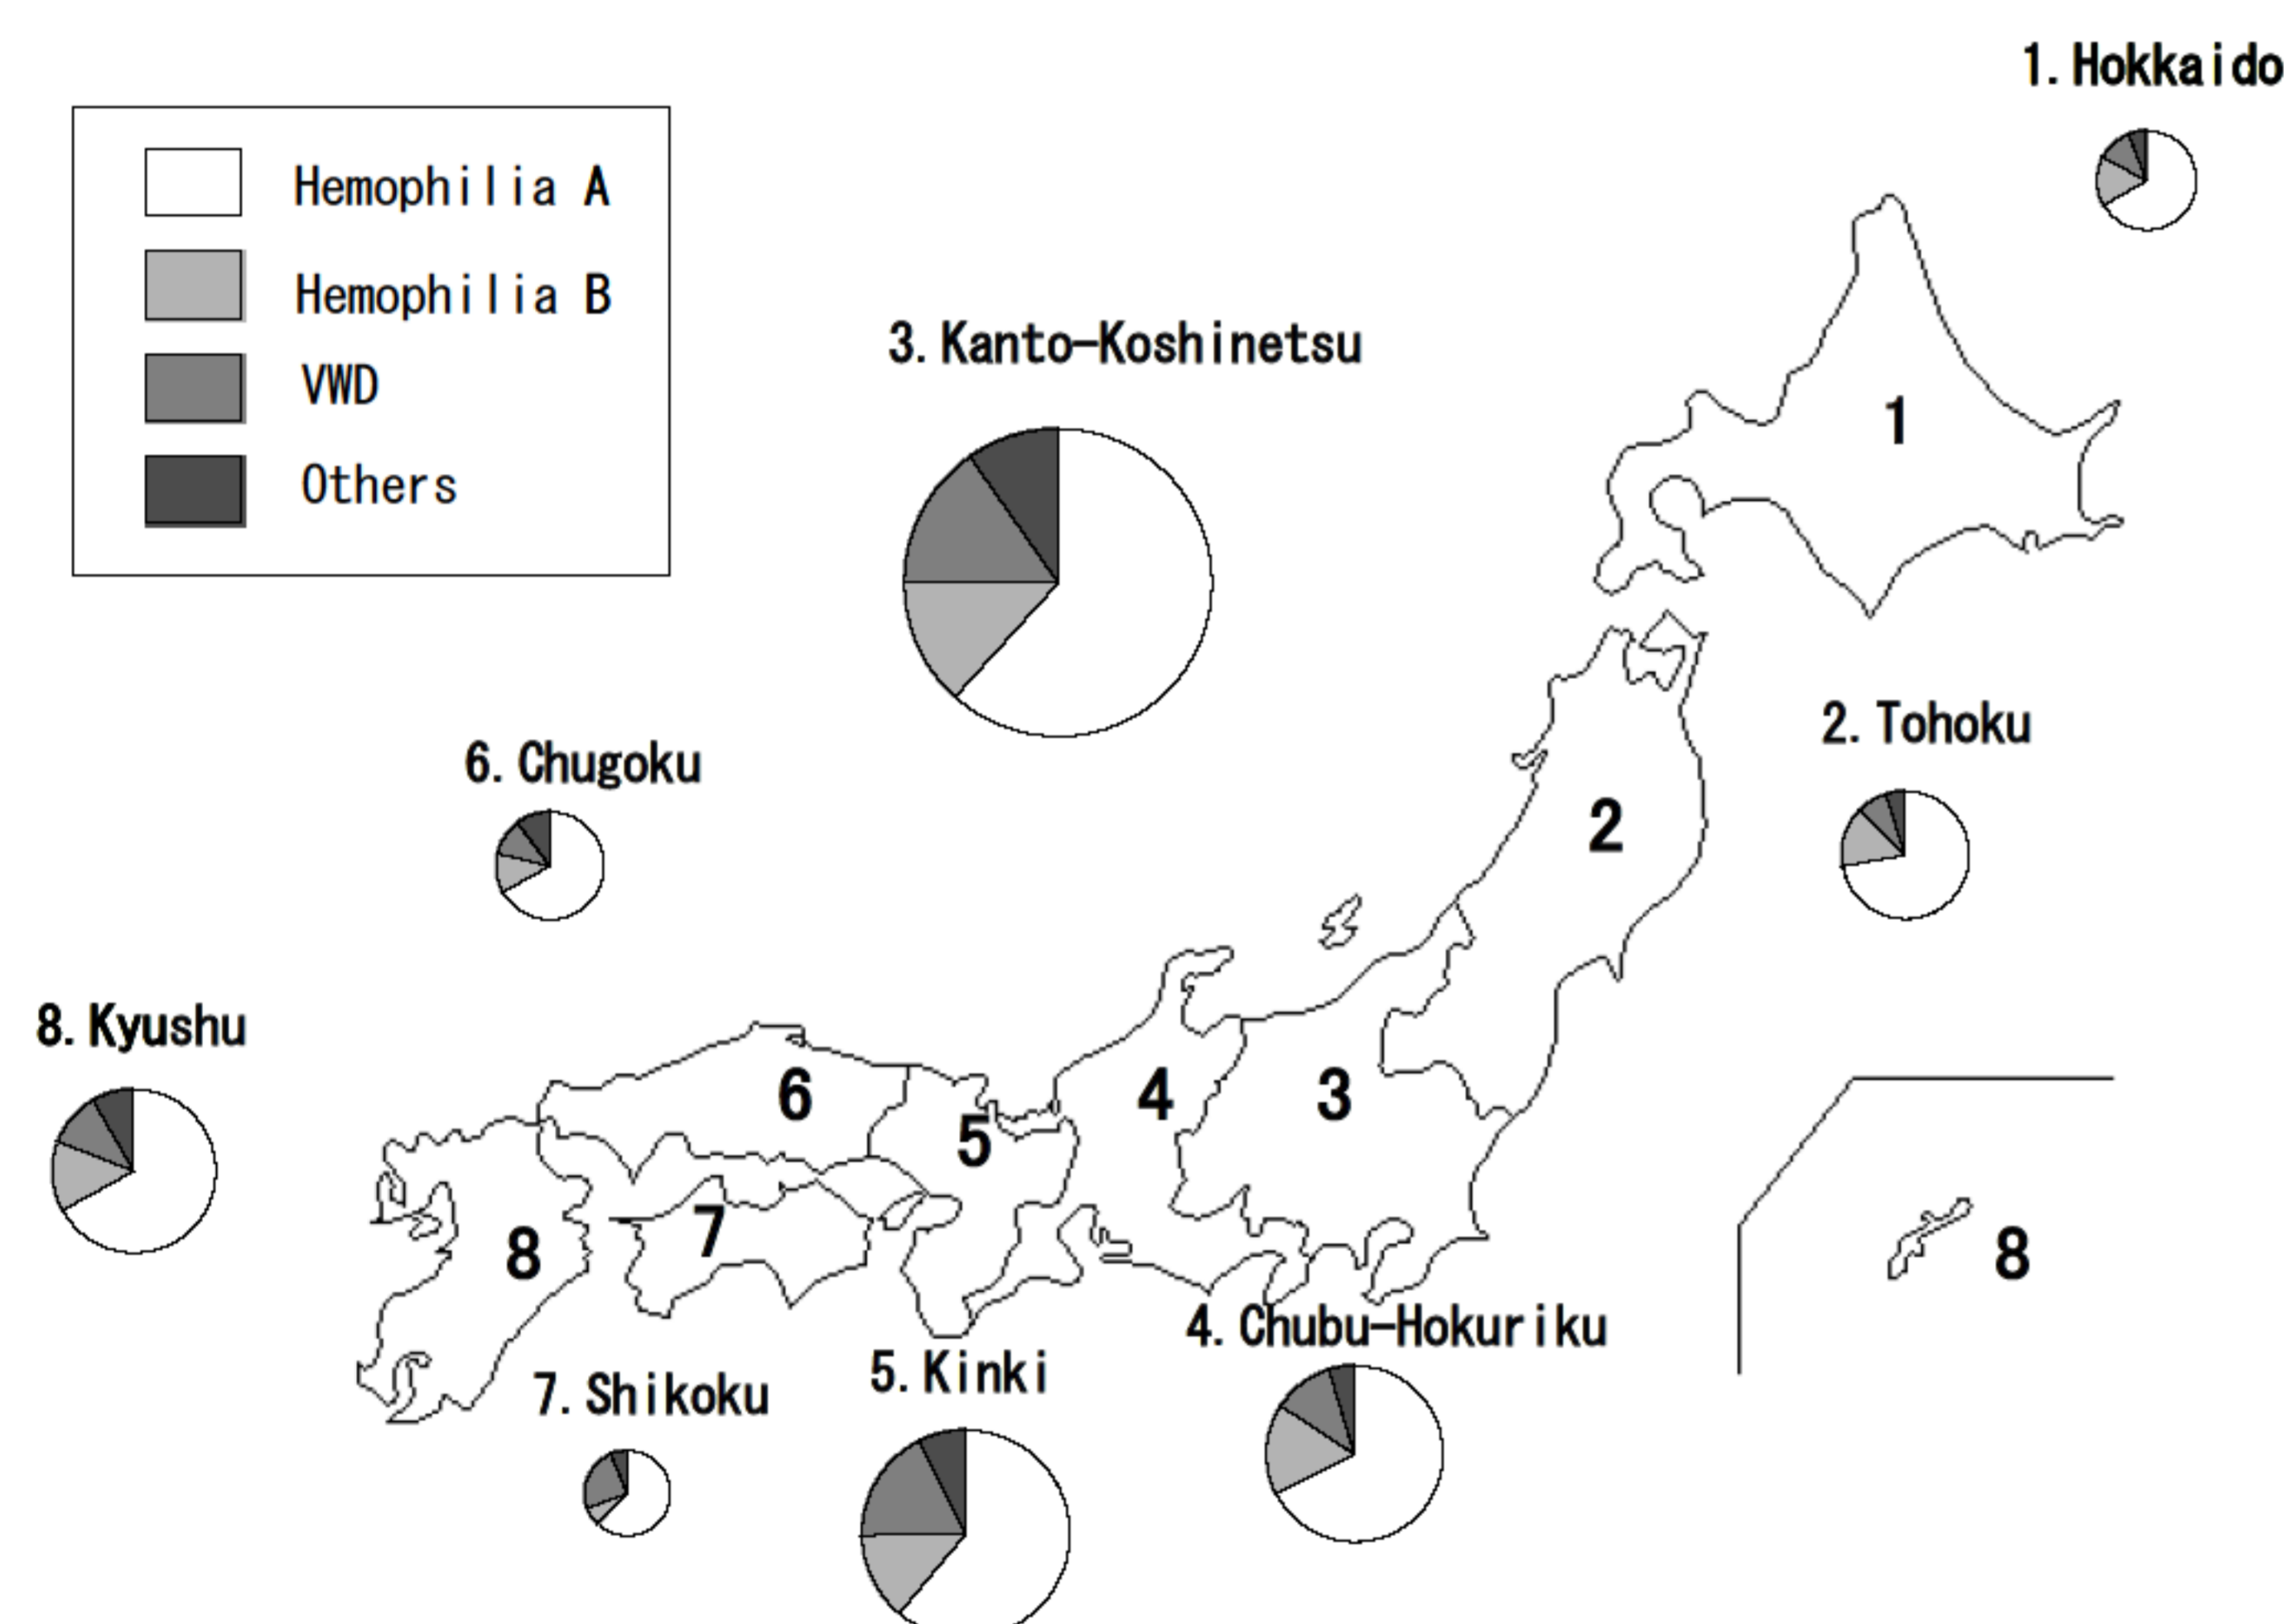 1. Hokkaido
Hemophilia A
Hemophilia B
VWD
Others
3. Kanto-Koshinetsu
1
2. Tohoku
6. Chugoku
2
8. Kyushu
6
5
4
3
7
8
8
4. Chubu-Hokuriku
5. Kinki
7. Shikoku